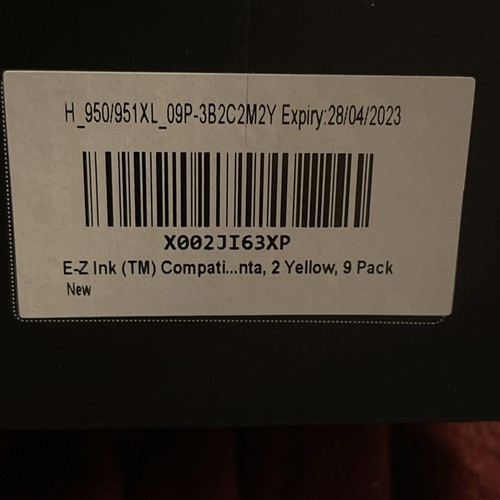 H_950/951XL_09P-3B2C2M2Y Expiry:28/04/2023
X002JI63XP
E-Z Ink (TM) Compati...nta, 2 Yellow, 9 Pack
New